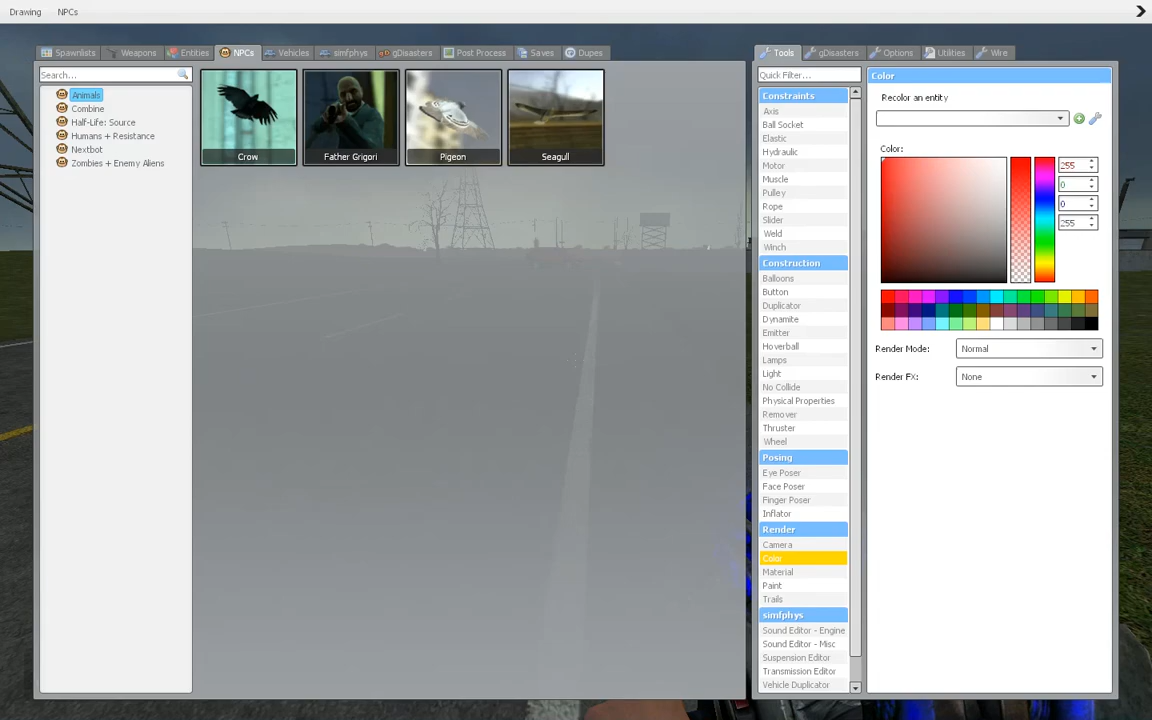 Drawing NPCs
Spawnlists Weapons Entities NPCs Vehicles simfphys gDisasters Post Process Saves Dupes
Tools gDisasters Options Utilities Wire
Search...
Animals
Combine
Half-Life: Source
Humans + Resistance
Nextbot
Zombies + Enemy Aliens
Crow
Father Grigori
Pigeon
Seagull
Quick Filter...
Constraints
Axis
Ball Socket
Elastic
Hydraulic
Motor
Muscle
Pulley
Rope
Slider
Weld
Winch
Construction
Balloons
Button
Duplicator
Dynamite
Emitter
Hoverball
Lamps
Light
No Collide
Physical Properties
Remover
Thruster
Wheel
Posing
Eye Poser
Face Poser
Finger Poser
Inflator
Render
Camera
Color
Material
Paint
Trails
simfphys
Sound Editor - Engine
Sound Editor - Misc
Suspension Editor
Transmission Editor
Vehicle Duplicator
Color
Recolor an entity
Color:
255
0
0
255
Render Mode: Normal
Render FX: None